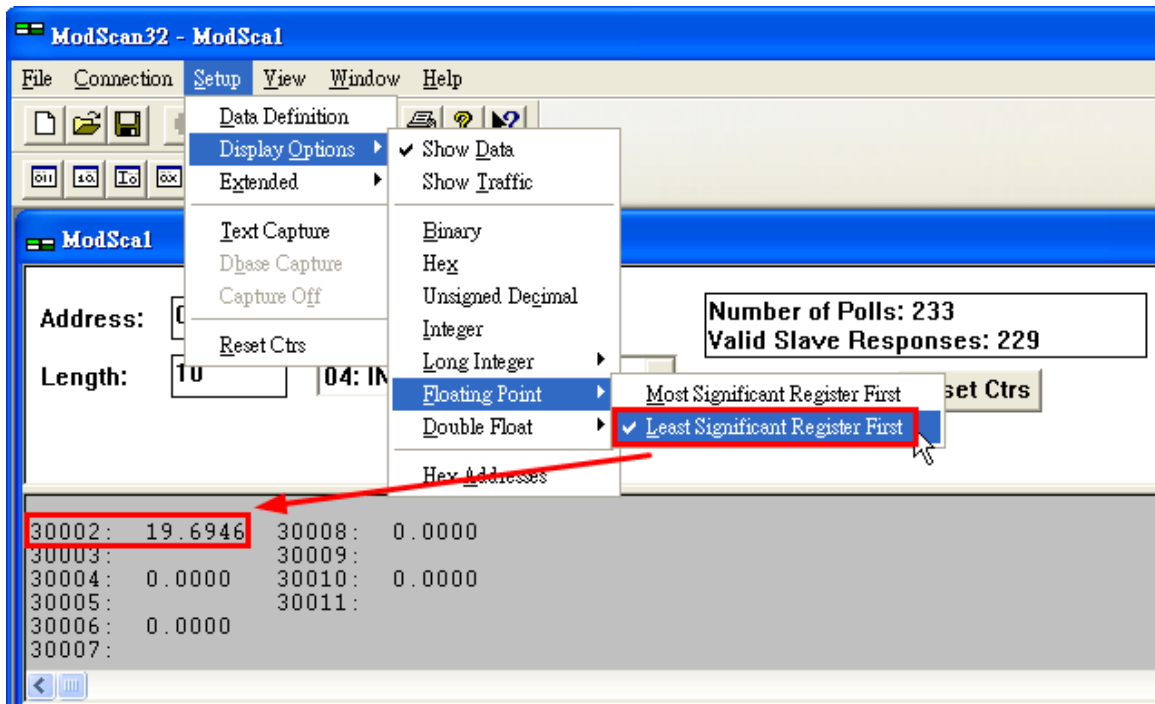 ModScan32 - ModSca1
File Connection Setup View Window Help
Data Definition
Display Options
Extended
Text Capture
Dbase Capture
Capture Off
Reset Ctrs
Show Data
Show Traffic
Binary
Hex
Unsigned Decimal
Integer
Long Integer
Floating Point
Double Float
Hex Addresses
Most Significant Register First
Least Significant Register First
ModSca1
Address:
Length: 10 04: IN
Number of Polls: 233
Valid Slave Responses: 229
set Ctrs
30002: 19.6946 30008: 0.0000
30003: 30009:
30004: 0.0000 30010: 0.0000
30005: 30011:
30006: 0.0000
30007: